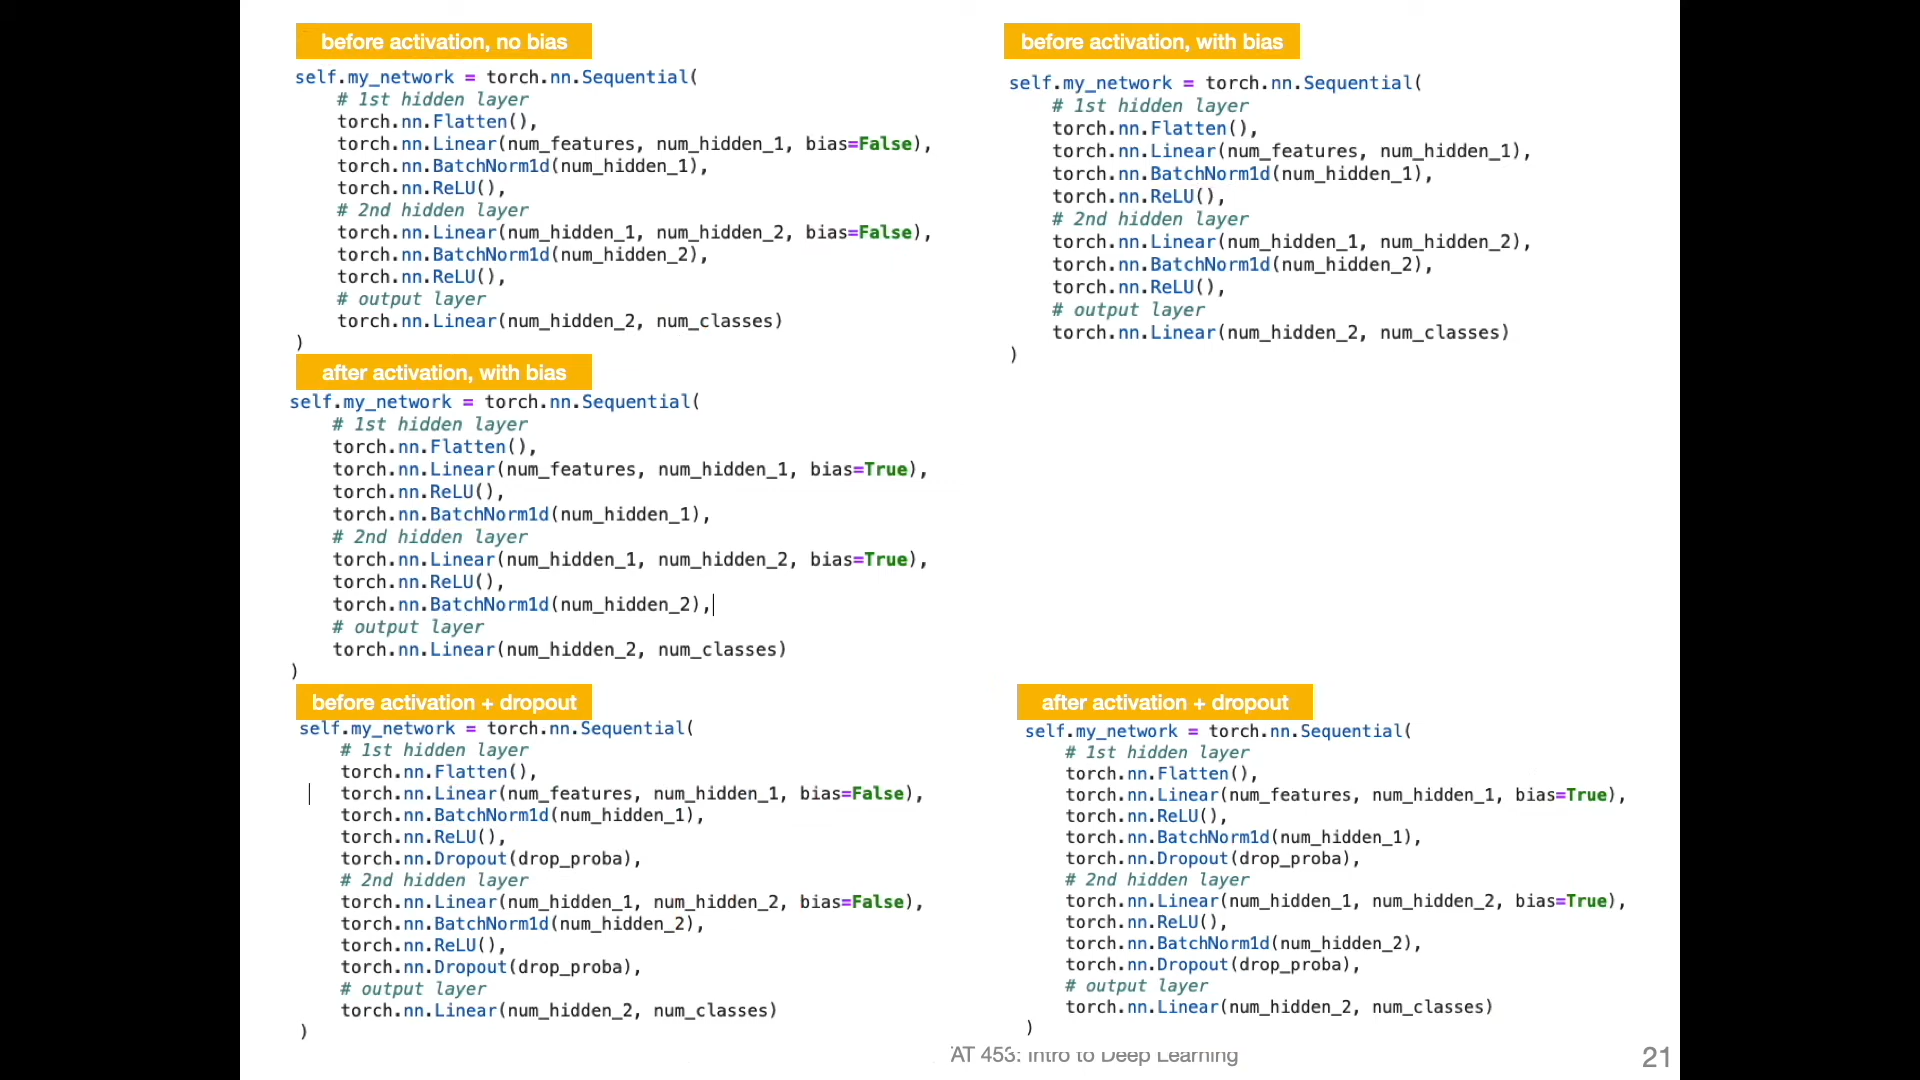 before activation, no bias
self.my_network = torch.nn.Sequential(
    # 1st hidden layer
    torch.nn.Flatten(),
    torch.nn.Linear(num_features, num_hidden_1, bias=False),
    torch.nn.BatchNorm1d(num_hidden_1),
    torch.nn.ReLU(),
    # 2nd hidden layer
    torch.nn.Linear(num_hidden_1, num_hidden_2, bias=False),
    torch.nn.BatchNorm1d(num_hidden_2),
    torch.nn.ReLU(),
    # output layer
    torch.nn.Linear(num_hidden_2, num_classes)
)
before activation, with bias
self.my_network = torch.nn.Sequential(
    # 1st hidden layer
    torch.nn.Flatten(),
    torch.nn.Linear(num_features, num_hidden_1),
    torch.nn.BatchNorm1d(num_hidden_1),
    torch.nn.ReLU(),
    # 2nd hidden layer
    torch.nn.Linear(num_hidden_1, num_hidden_2),
    torch.nn.BatchNorm1d(num_hidden_2),
    torch.nn.ReLU(),
    # output layer
    torch.nn.Linear(num_hidden_2, num_classes)
)
after activation, with bias
self.my_network = torch.nn.Sequential(
    # 1st hidden layer
    torch.nn.Flatten(),
    torch.nn.Linear(num_features, num_hidden_1, bias=True),
    torch.nn.ReLU(),
    torch.nn.BatchNorm1d(num_hidden_1),
    # 2nd hidden layer
    torch.nn.Linear(num_hidden_1, num_hidden_2, bias=True),
    torch.nn.ReLU(),
    torch.nn.BatchNorm1d(num_hidden_2),
    # output layer
    torch.nn.Linear(num_hidden_2, num_classes)
)
before activation + dropout
self.my_network = torch.nn.Sequential(
    # 1st hidden layer
    torch.nn.Flatten(),
    torch.nn.Linear(num_features, num_hidden_1, bias=False),
    torch.nn.BatchNorm1d(num_hidden_1),
    torch.nn.ReLU(),
    torch.nn.Dropout(drop_proba),
    # 2nd hidden layer
    torch.nn.Linear(num_hidden_1, num_hidden_2, bias=False),
    torch.nn.BatchNorm1d(num_hidden_2),
    torch.nn.ReLU(),
    torch.nn.Dropout(drop_proba),
    # output layer
    torch.nn.Linear(num_hidden_2, num_classes)
)
after activation + dropout
self.my_network = torch.nn.Sequential(
    # 1st hidden layer
    torch.nn.Flatten(),
    torch.nn.Linear(num_features, num_hidden_1, bias=True),
    torch.nn.ReLU(),
    torch.nn.BatchNorm1d(num_hidden_1),
    torch.nn.Dropout(drop_proba),
    # 2nd hidden layer
    torch.nn.Linear(num_hidden_1, num_hidden_2, bias=True),
    torch.nn.ReLU(),
    torch.nn.BatchNorm1d(num_hidden_2),
    torch.nn.Dropout(drop_proba),
    # output layer
    torch.nn.Linear(num_hidden_2, num_classes)
)
AT 453: Intro to Deep Learning
21